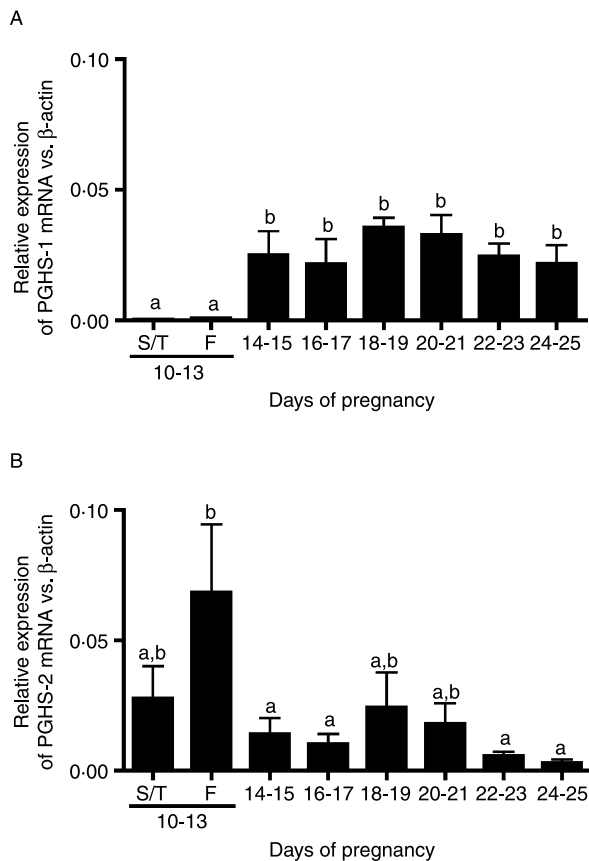 A
Relative expression
of PGHS-1 mRNA vs. β-actin
0·10
0·05
0·00
a a b b b b b b
S/T F 14-15 16-17 18-19 20-21 22-23 24-25
10-13
Days of pregnancy
B
Relative expression
of PGHS-2 mRNA vs. β-actin
0·10
0·05
0·00
a,b b a a a,b a,b a a
S/T F 14-15 16-17 18-19 20-21 22-23 24-25
10-13
Days of pregnancy